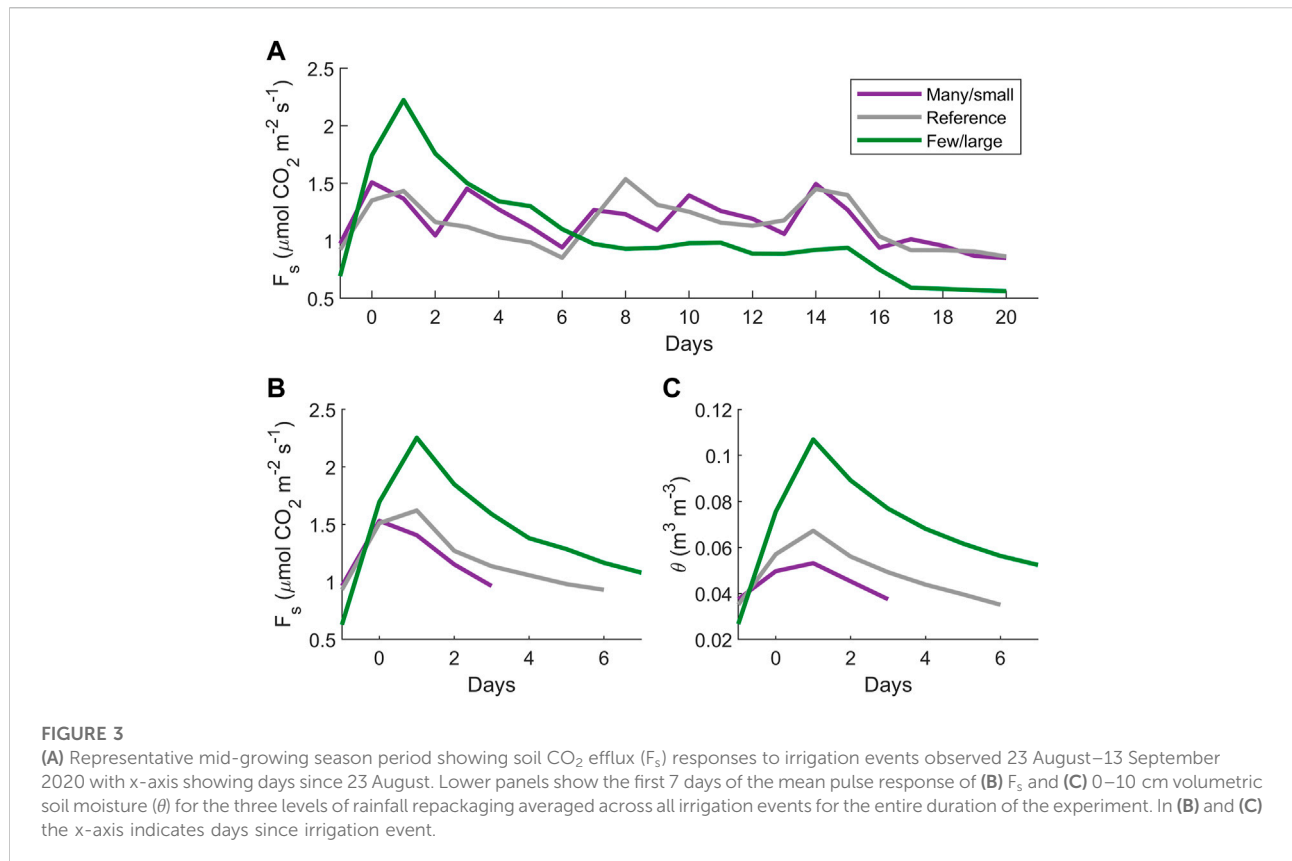 A
2.5
2
1.5
1
0.5
F_s (μmol CO_2 m^-2 s^-1)
Many/small
Reference
Few/large
0 2 4 6 8 10 12 14 16 18 20
Days
B
2.5
2
1.5
1
0.5
F_s (μmol CO_2 m^-2 s^-1)
0 2 4 6
Days
C
0.12
0.1
0.08
0.06
0.04
0.02
θ (m^3 m^-3)
0 2 4 6
Days
FIGURE 3
(A) Representative mid-growing season period showing soil CO_2 efflux (F_s) responses to irrigation events observed 23 August–13 September
2020 with x-axis showing days since 23 August. Lower panels show the first 7 days of the mean pulse response of (B) F_s and (C) 0–10 cm volumetric
soil moisture (θ) for the three levels of rainfall repackaging averaged across all irrigation events for the entire duration of the experiment. In (B) and (C)
the x-axis indicates days since irrigation event.